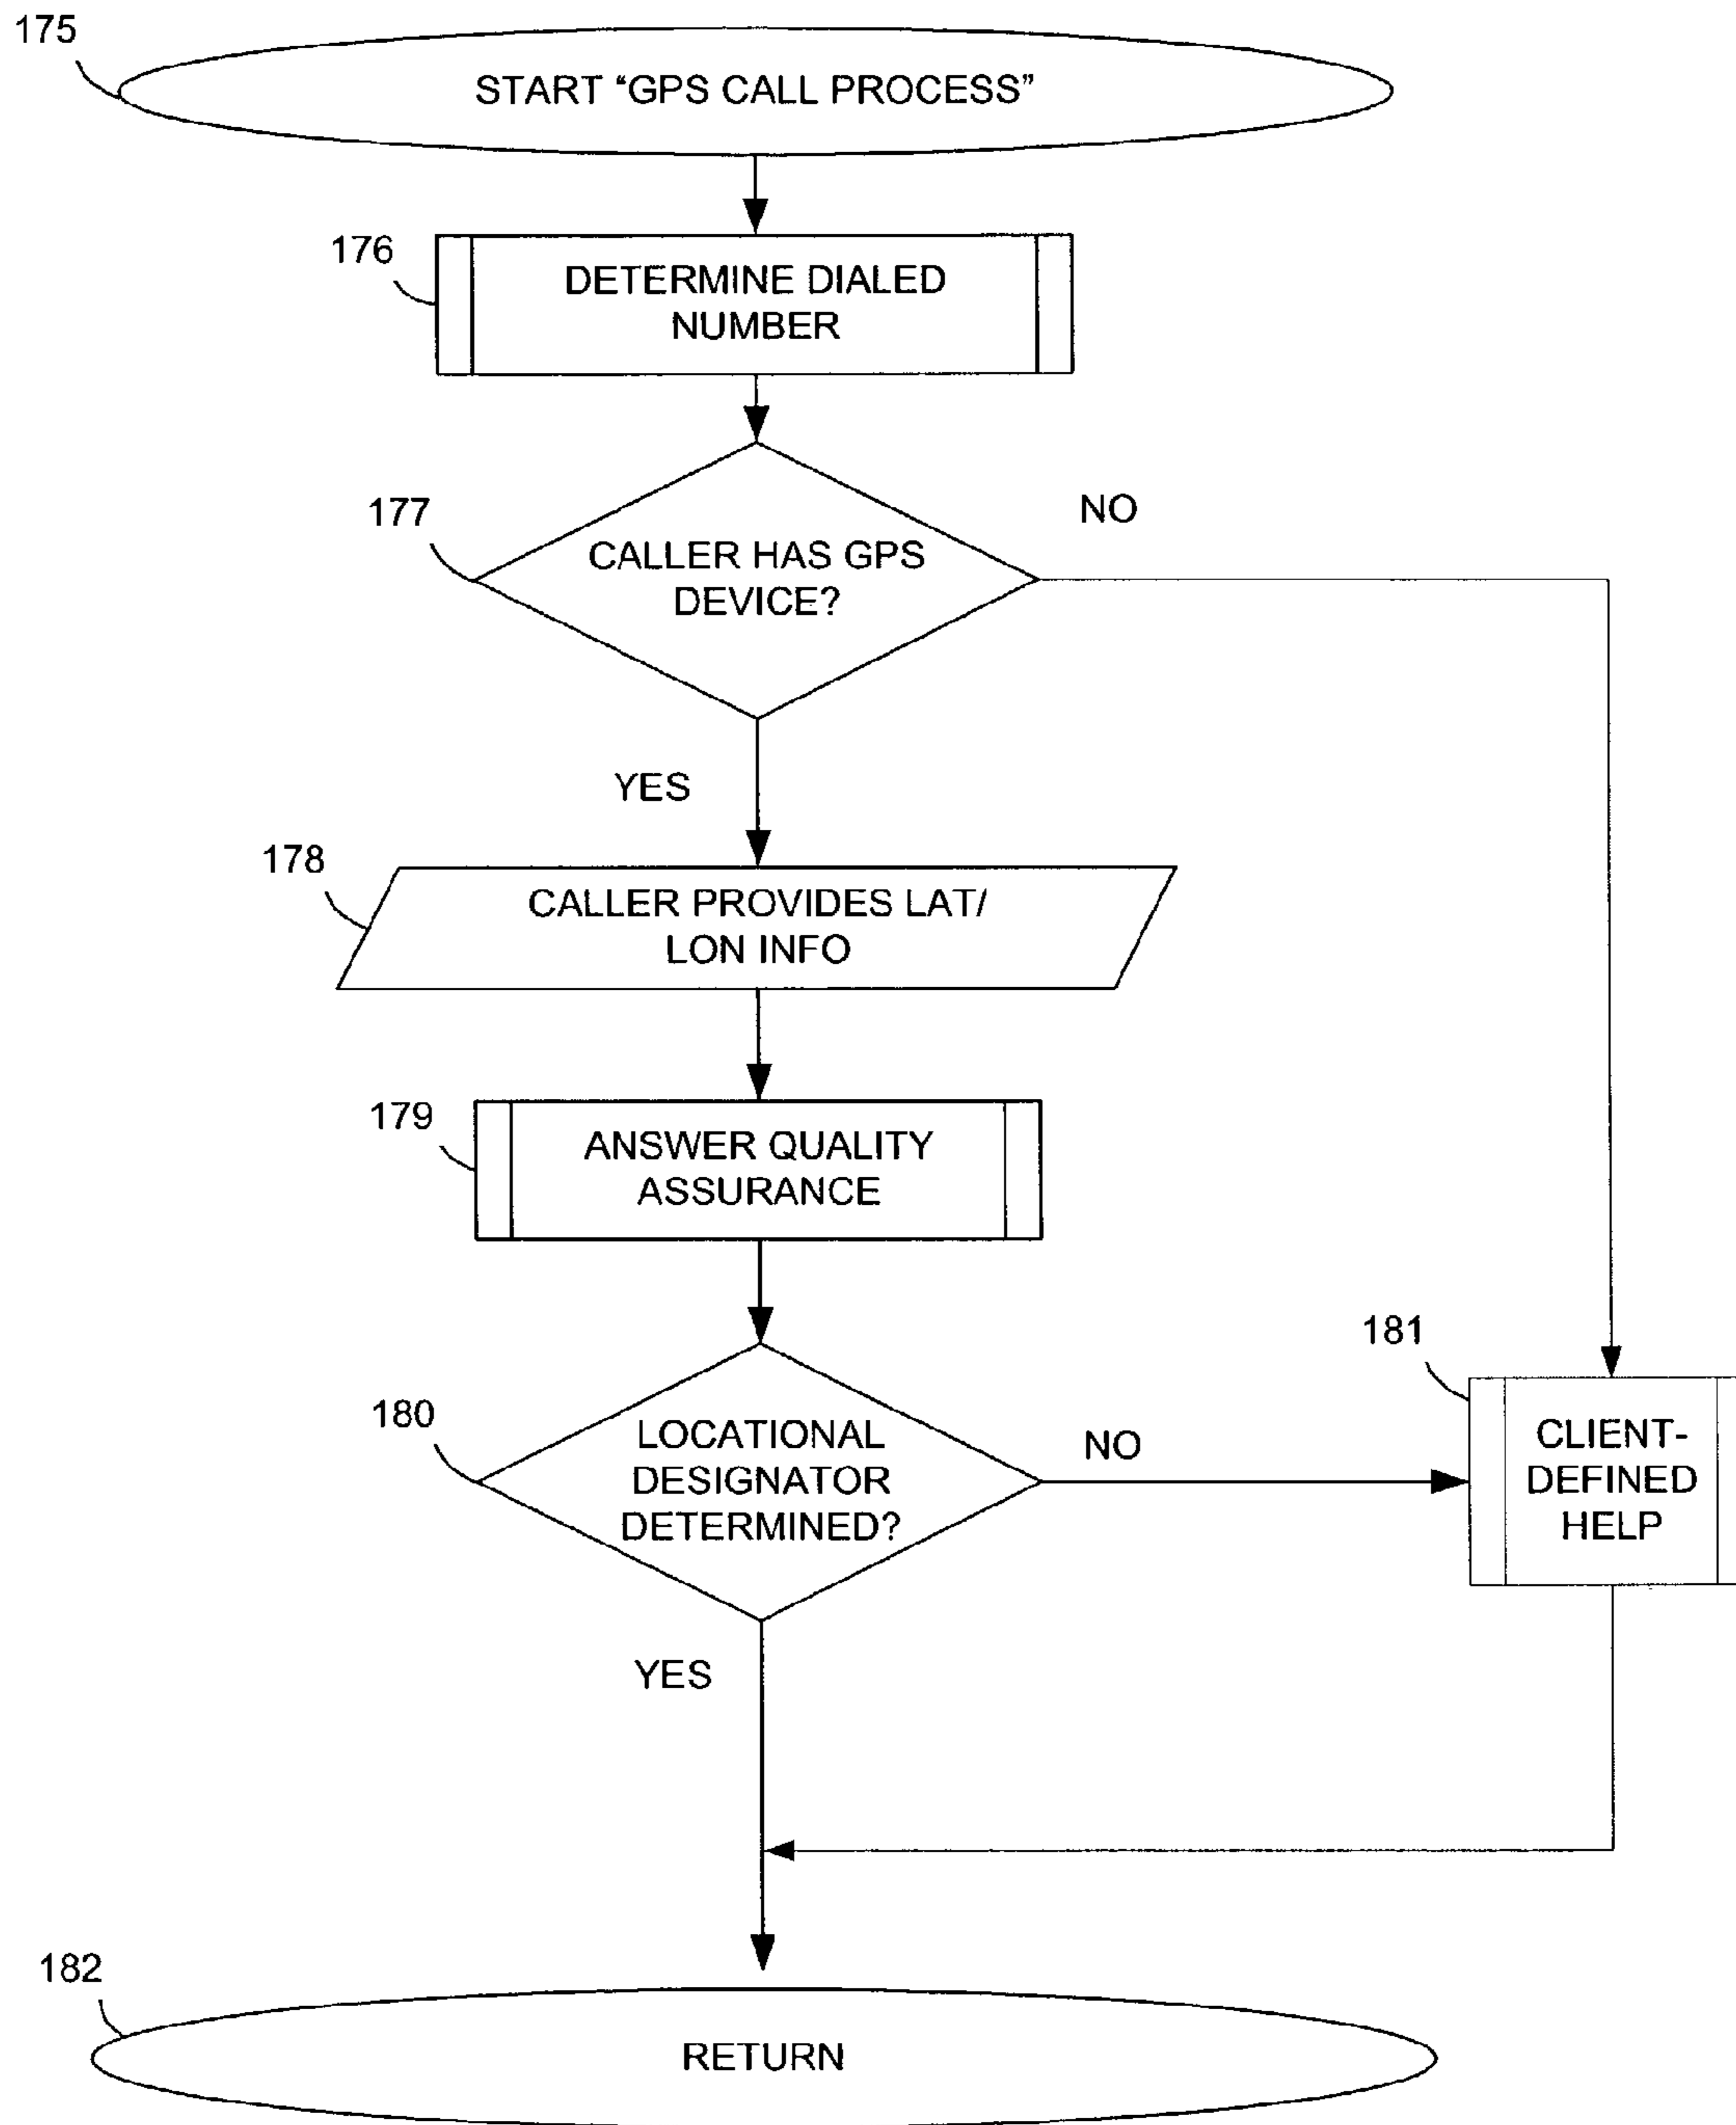 175
START “GPS CALL PROCESS”
176
DETERMINE DIALED
NUMBER
177
CALLER HAS GPS
DEVICE?
NO
YES
178
CALLER PROVIDES LAT/
LON INFO
179
ANSWER QUALITY
ASSURANCE
180
LOCATIONAL
DESIGNATOR
DETERMINED?
NO
181
CLIENT-
DEFINED
HELP
YES
182
RETURN